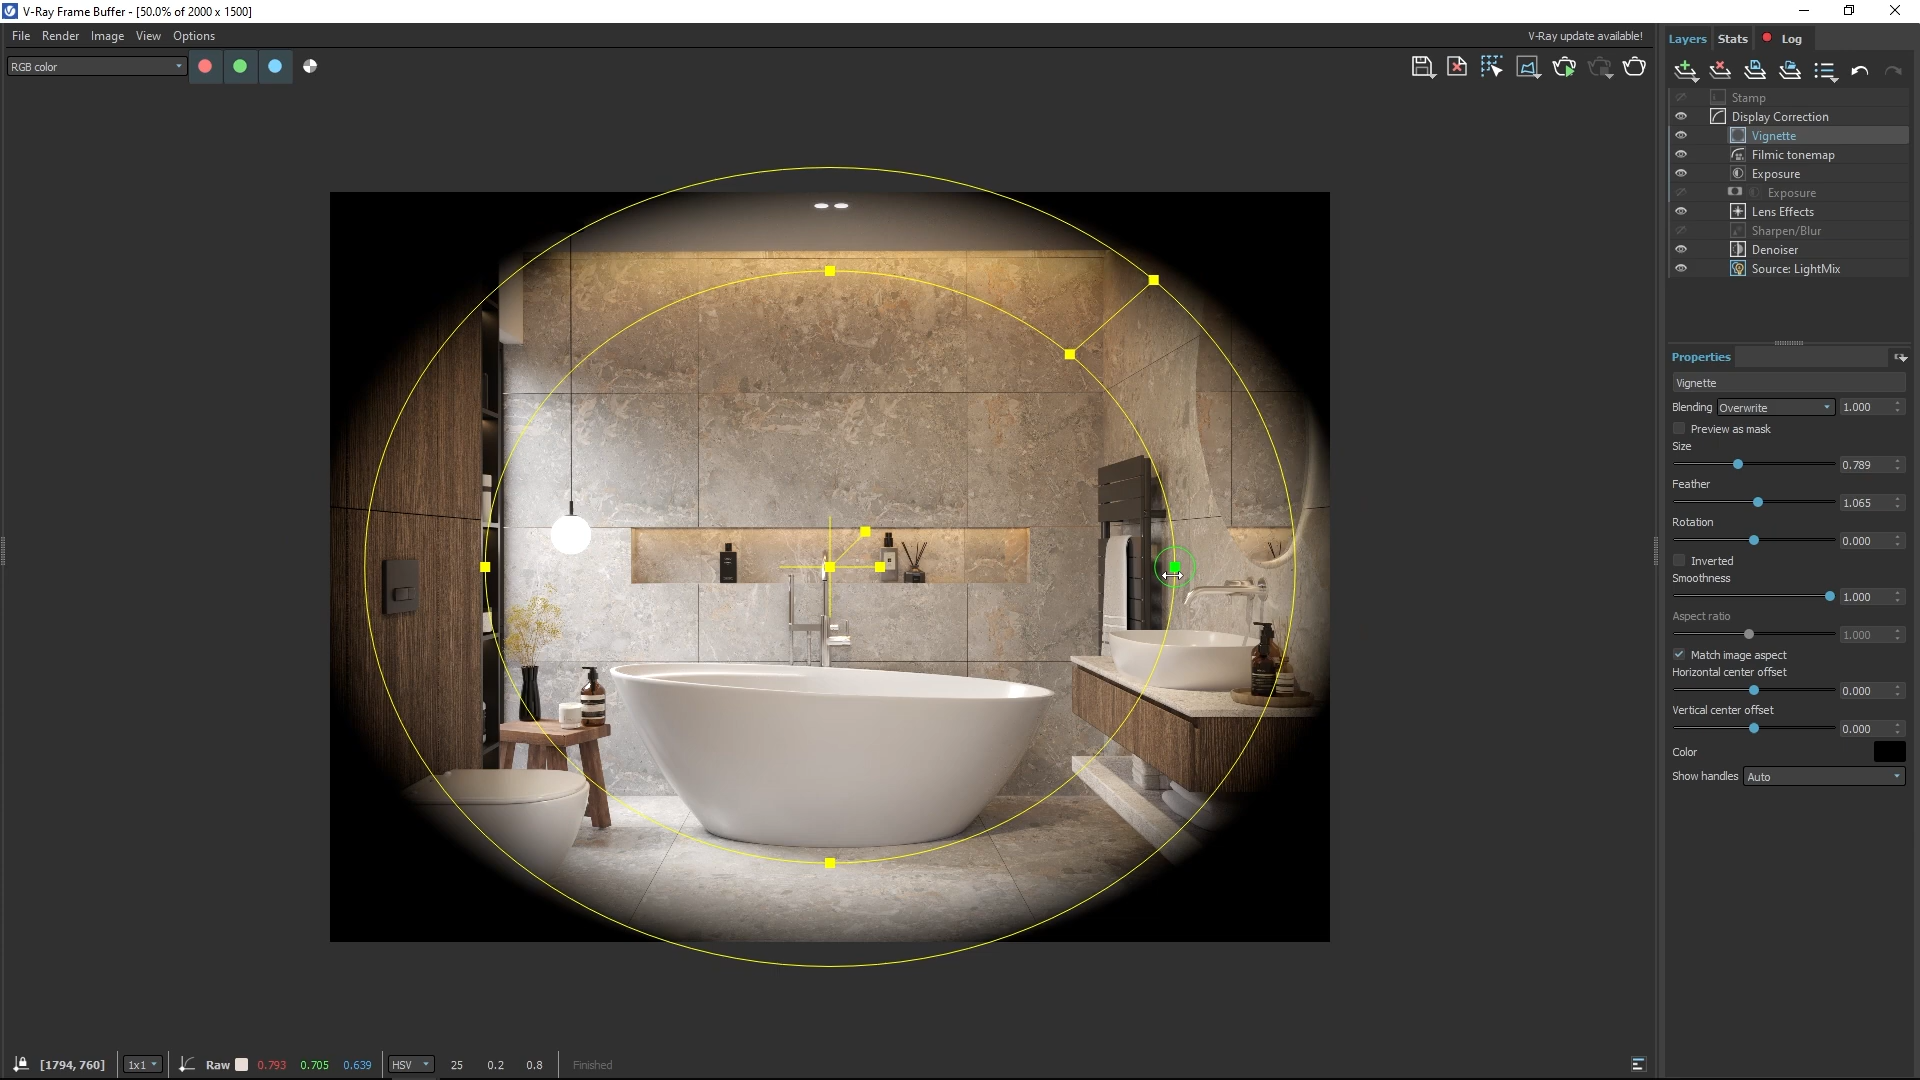 V-Ray Frame Buffer - [50.0% of 2000 x 1500]
File Render Image View Options
V-Ray update available!
RGB color
Layers Stats Log
Stamp
Display Correction
Vignette
Filmic tonemap
Exposure
Exposure
Lens Effects
Sharpen/Blur
Denoiser
Source: LightMix
Properties
Vignette
Blending Overwrite 1.000
Preview as mask
Size
0.789
Feather
1.065
Rotation
0.000
Inverted
Smoothness
1.000
Aspect ratio
1.000
Match image aspect
Horizontal center offset
0.000
Vertical center offset
0.000
Color
Show handles Auto
[1794, 760] 1x1 Raw 0.793 0.705 0.639 HSV 25 0.2 0.8 Finished